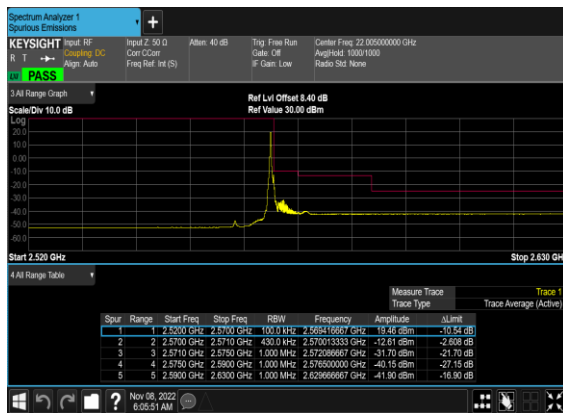 Spectrum Analyzer 1
Spurious Emissions
+
KEYSIGHT Input: RF Input Z: 50 Ω Atten: 40 dB Trig: Free Run Center Freq: 22.005000000 GHz
R T Coupling: DC Corr CCorr Gate: Off Avg|Hold: 1000/1000
Align: Auto Freq Ref: Int (S) IF Gain: Low Radio Std: None
PASS
3 All Range Graph
Ref Lvl Offset 8.40 dB
Scale/Div 10.0 dB Ref Value 30.00 dBm
Log
20.0
10.0
0.00
-10.0
-20.0
-30.0
-40.0
-50.0
-60.0
Start 2.520 GHz Stop 2.630 GH
4 All Range Table
Measure Trace Trace 1
Trace Type Trace Average (Active)
Spur Range Start Freq Stop Freq RBW Frequency Amplitude ΔLimit
1 1 2.5200 GHz 2.5700 GHz 100.0 kHz 2.569416667 GHz 19.46 dBm -10.54 dB
2 2 2.5700 GHz 2.5710 GHz 430.0 kHz 2.570013333 GHz -12.61 dBm -2.608 dB
3 3 2.5710 GHz 2.5750 GHz 1.000 MHz 2.572086667 GHz -31.70 dBm -21.70 dB
4 4 2.5750 GHz 2.5900 GHz 1.000 MHz 2.576500000 GHz -40.15 dBm -27.15 dB
5 5 2.5900 GHz 2.6300 GHz 1.000 MHz 2.629666667 GHz -41.90 dBm -16.90 dB
? Nov 08, 2022
6:05:51 AM